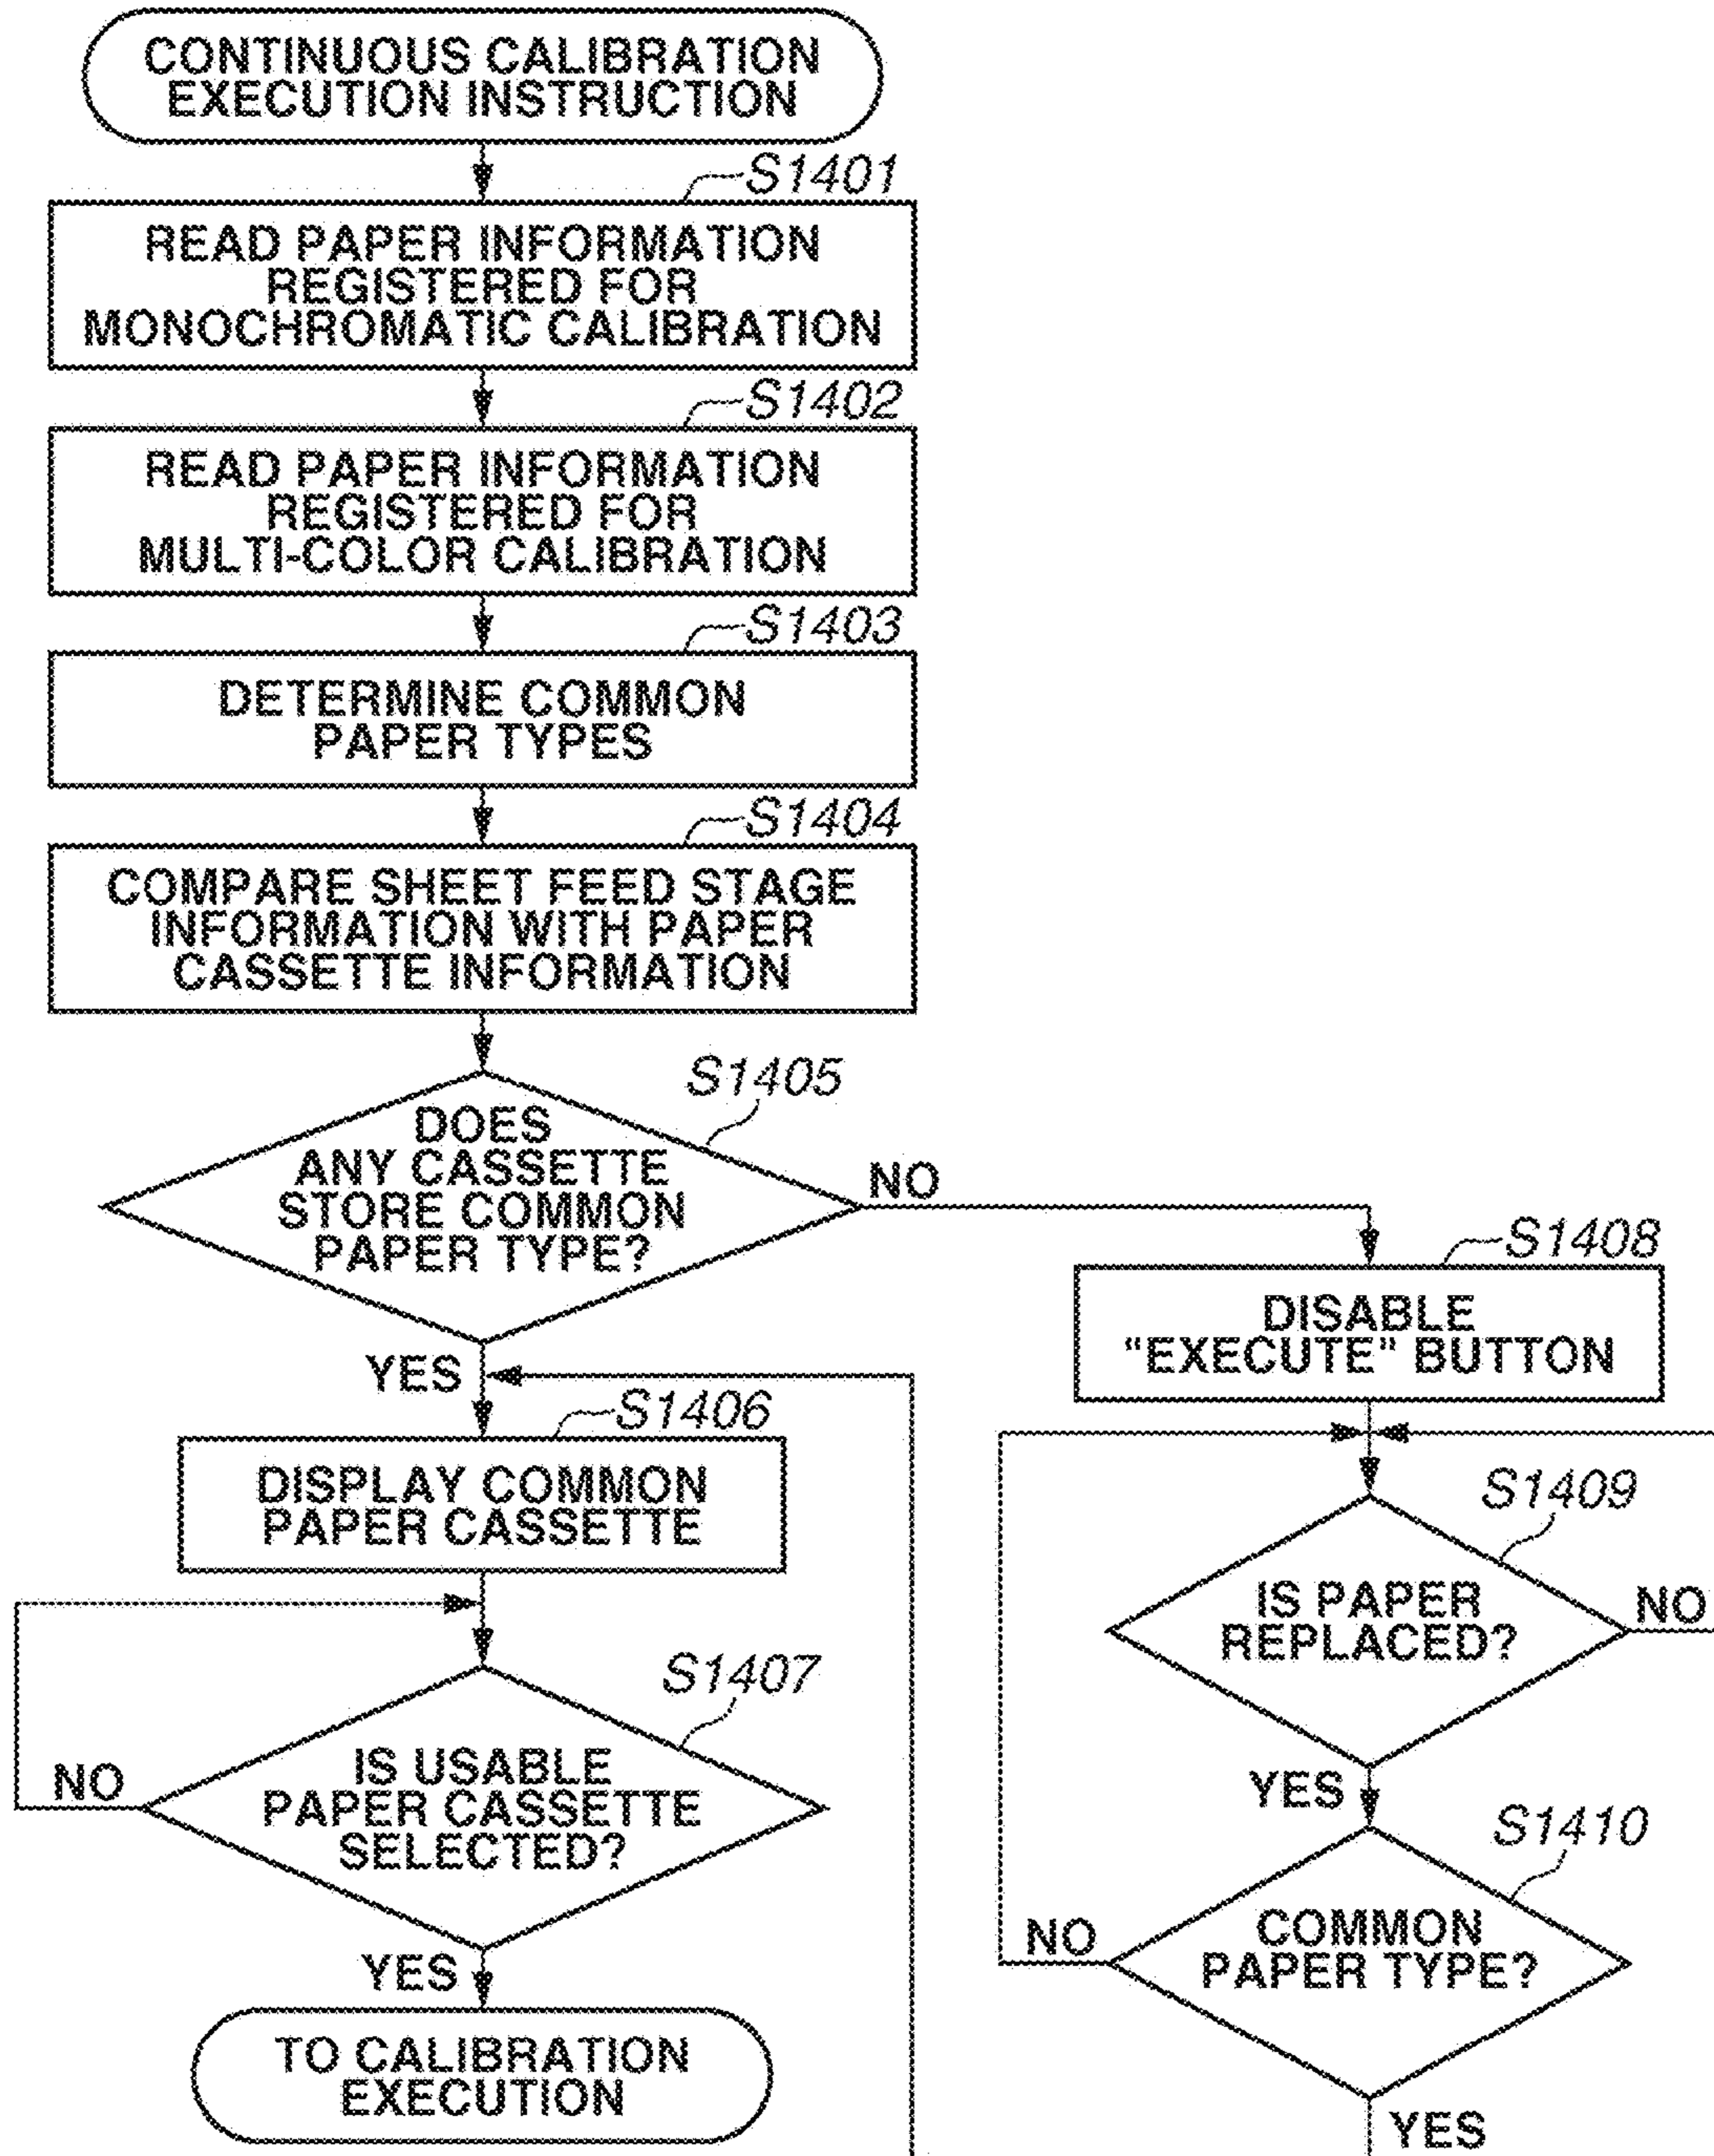 CONTINUOUS CALIBRATION
EXECUTION INSTRUCTION
S1401
READ PAPER INFORMATION
REGISTERED FOR
MONOCHROMATIC CALIBRATION
S1402
READ PAPER INFORMATION
REGISTERED FOR
MULTI-COLOR CALIBRATION
S1403
DETERMINE COMMON
PAPER TYPES
S1404
COMPARE SHEET FEED STAGE
INFORMATION WITH PAPER
CASSETTE INFORMATION
S1405
DOES
ANY CASSETTE
STORE COMMON
PAPER TYPE?
NO
YES
S1406
DISPLAY COMMON
PAPER CASSETTE
S1407
IS USABLE
PAPER CASSETTE
SELECTED?
NO
YES
TO CALIBRATION
EXECUTION
S1408
DISABLE
"EXECUTE" BUTTON
S1409
IS PAPER
REPLACED?
NO
YES
S1410
COMMON
PAPER TYPE?
NO
YES